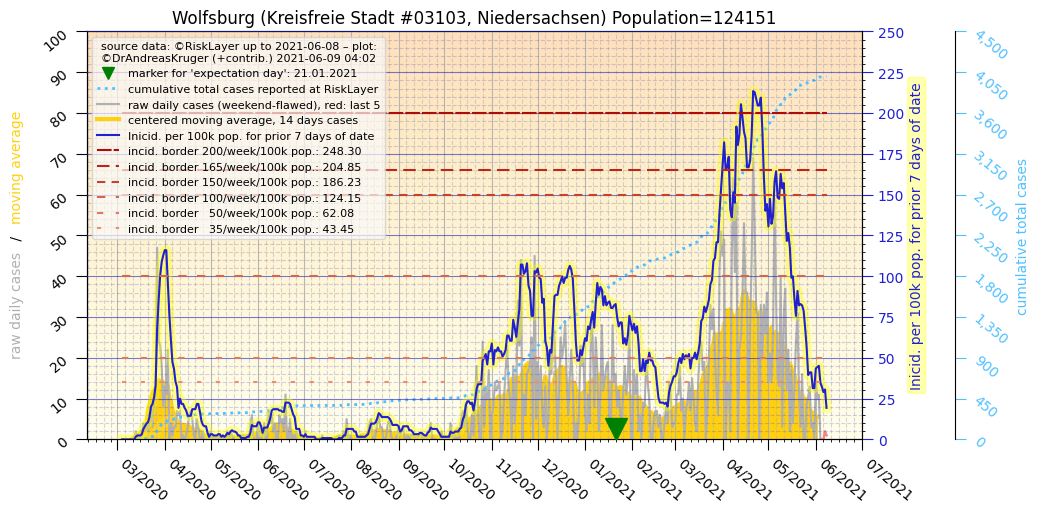 Wolfsburg (Kreisfreie Stadt #03103, Niedersachsen) Population=124151
source data: ©RiskLayer up to 2021-06-08 – plot:
©DrAndreasKruger (+contrib.) 2021-06-09 04:02
marker for 'expectation day': 21.01.2021
cumulative total cases reported at RiskLayer
raw daily cases (weekend-flawed), red: last 5
centered moving average, 14 days cases
Inicid. per 100k pop. for prior 7 days of date
incid. border 200/week/100k pop.: 248.30
incid. border 165/week/100k pop.: 204.85
incid. border 150/week/100k pop.: 186.23
incid. border 100/week/100k pop.: 124.15
incid. border   50/week/100k pop.: 62.08
incid. border   35/week/100k pop.: 43.45
raw daily cases / moving average
100
90
80
70
60
50
40
30
20
10
0
03/2020
04/2020
05/2020
06/2020
07/2020
08/2020
09/2020
10/2020
11/2020
12/2020
01/2021
02/2021
03/2021
04/2021
05/2021
06/2021
07/2021
250
225
200
175
150
125
100
75
50
25
0
Inicid. per 100k pop. for prior 7 days of date
4,500
4,050
3,600
3,150
2,700
2,250
1,800
1,350
900
450
0
cumulative total cases